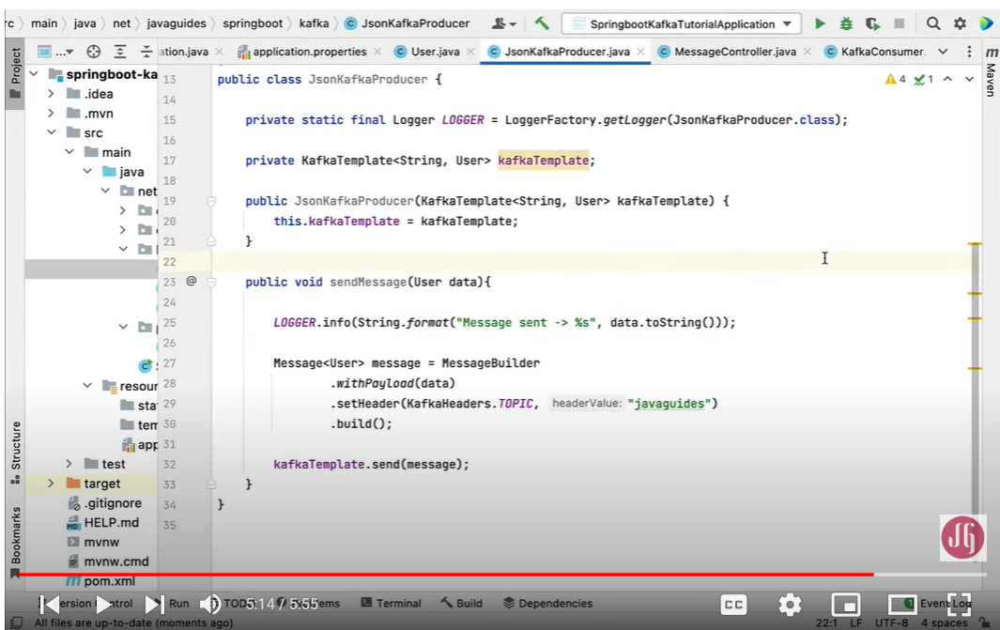 main
java
net
javaguides
springboot
kafka
JsonKafkaProducer
SpringbootKafkaTutorialApplication
Project
ation.java
application.properties
User.java
JsonKafkaProducer.java
MessageController.java
KafkaConsumer.
Maven
springboot-ka
.idea
.mvn
src
main
java
net
resour
sta
tem
app
test
target
.gitignore
HELP.md
mvnw
mvnw.cmd
pom.xml
Structure
Bookmarks
4 1
13 public class JsonKafkaProducer {
14
15 private static final Logger LOGGER = LoggerFactory.getLogger(JsonKafkaProducer.class);
16
17 private KafkaTemplate<String, User> kafkaTemplate;
18
19 public JsonKafkaProducer(KafkaTemplate<String, User> kafkaTemplate) {
20 this.kafkaTemplate = kafkaTemplate;
21 }
22
23 @ public void sendMessage(User data){
24
25 LOGGER.info(String.format("Message sent -> %s", data.toString()));
26
27 Message<User> message = MessageBuilder
28 .withPayload(data)
29 .setHeader(KafkaHeaders.TOPIC, headerValue: "javaguides")
30 .build();
31
32 kafkaTemplate.send(message);
33 }
34 }
35
JG
Run
5:14 / 5:55
Terminal
Build
Dependencies
CC
Event Log
All files are up-to-date (moments ago)
22:1 LF UTF-8 4 spaces